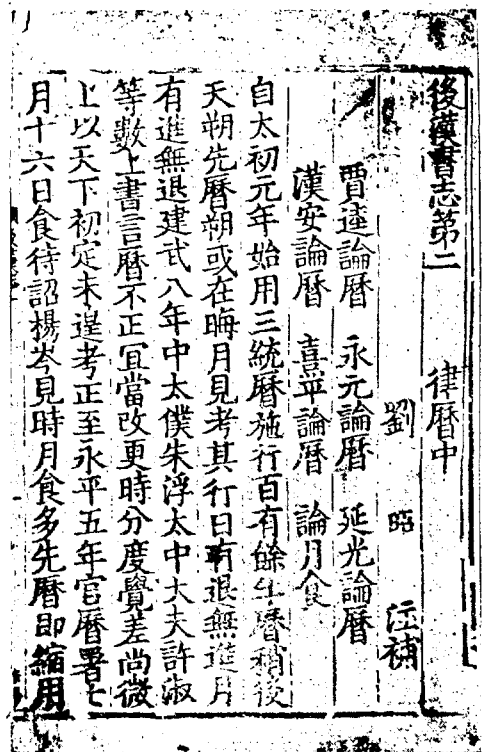 後漢書志第二　律曆中
劉　昭　注補
賈逵論曆　永元論曆　延光論曆
漢安論曆　熹平論曆　論月食
自太初元年始用三統曆施行百有餘年曆稍後
天朔先曆朔或在晦月見考其行日有退無進月
有進無退建武八年中太僕朱浮太中大夫許淑
等數上書言曆不正宜當改更時分度覺差尚微
上以天下初定未遑考正至永平五年官曆署七
月十六日食待詔楊岑見時月食多先曆即縮用